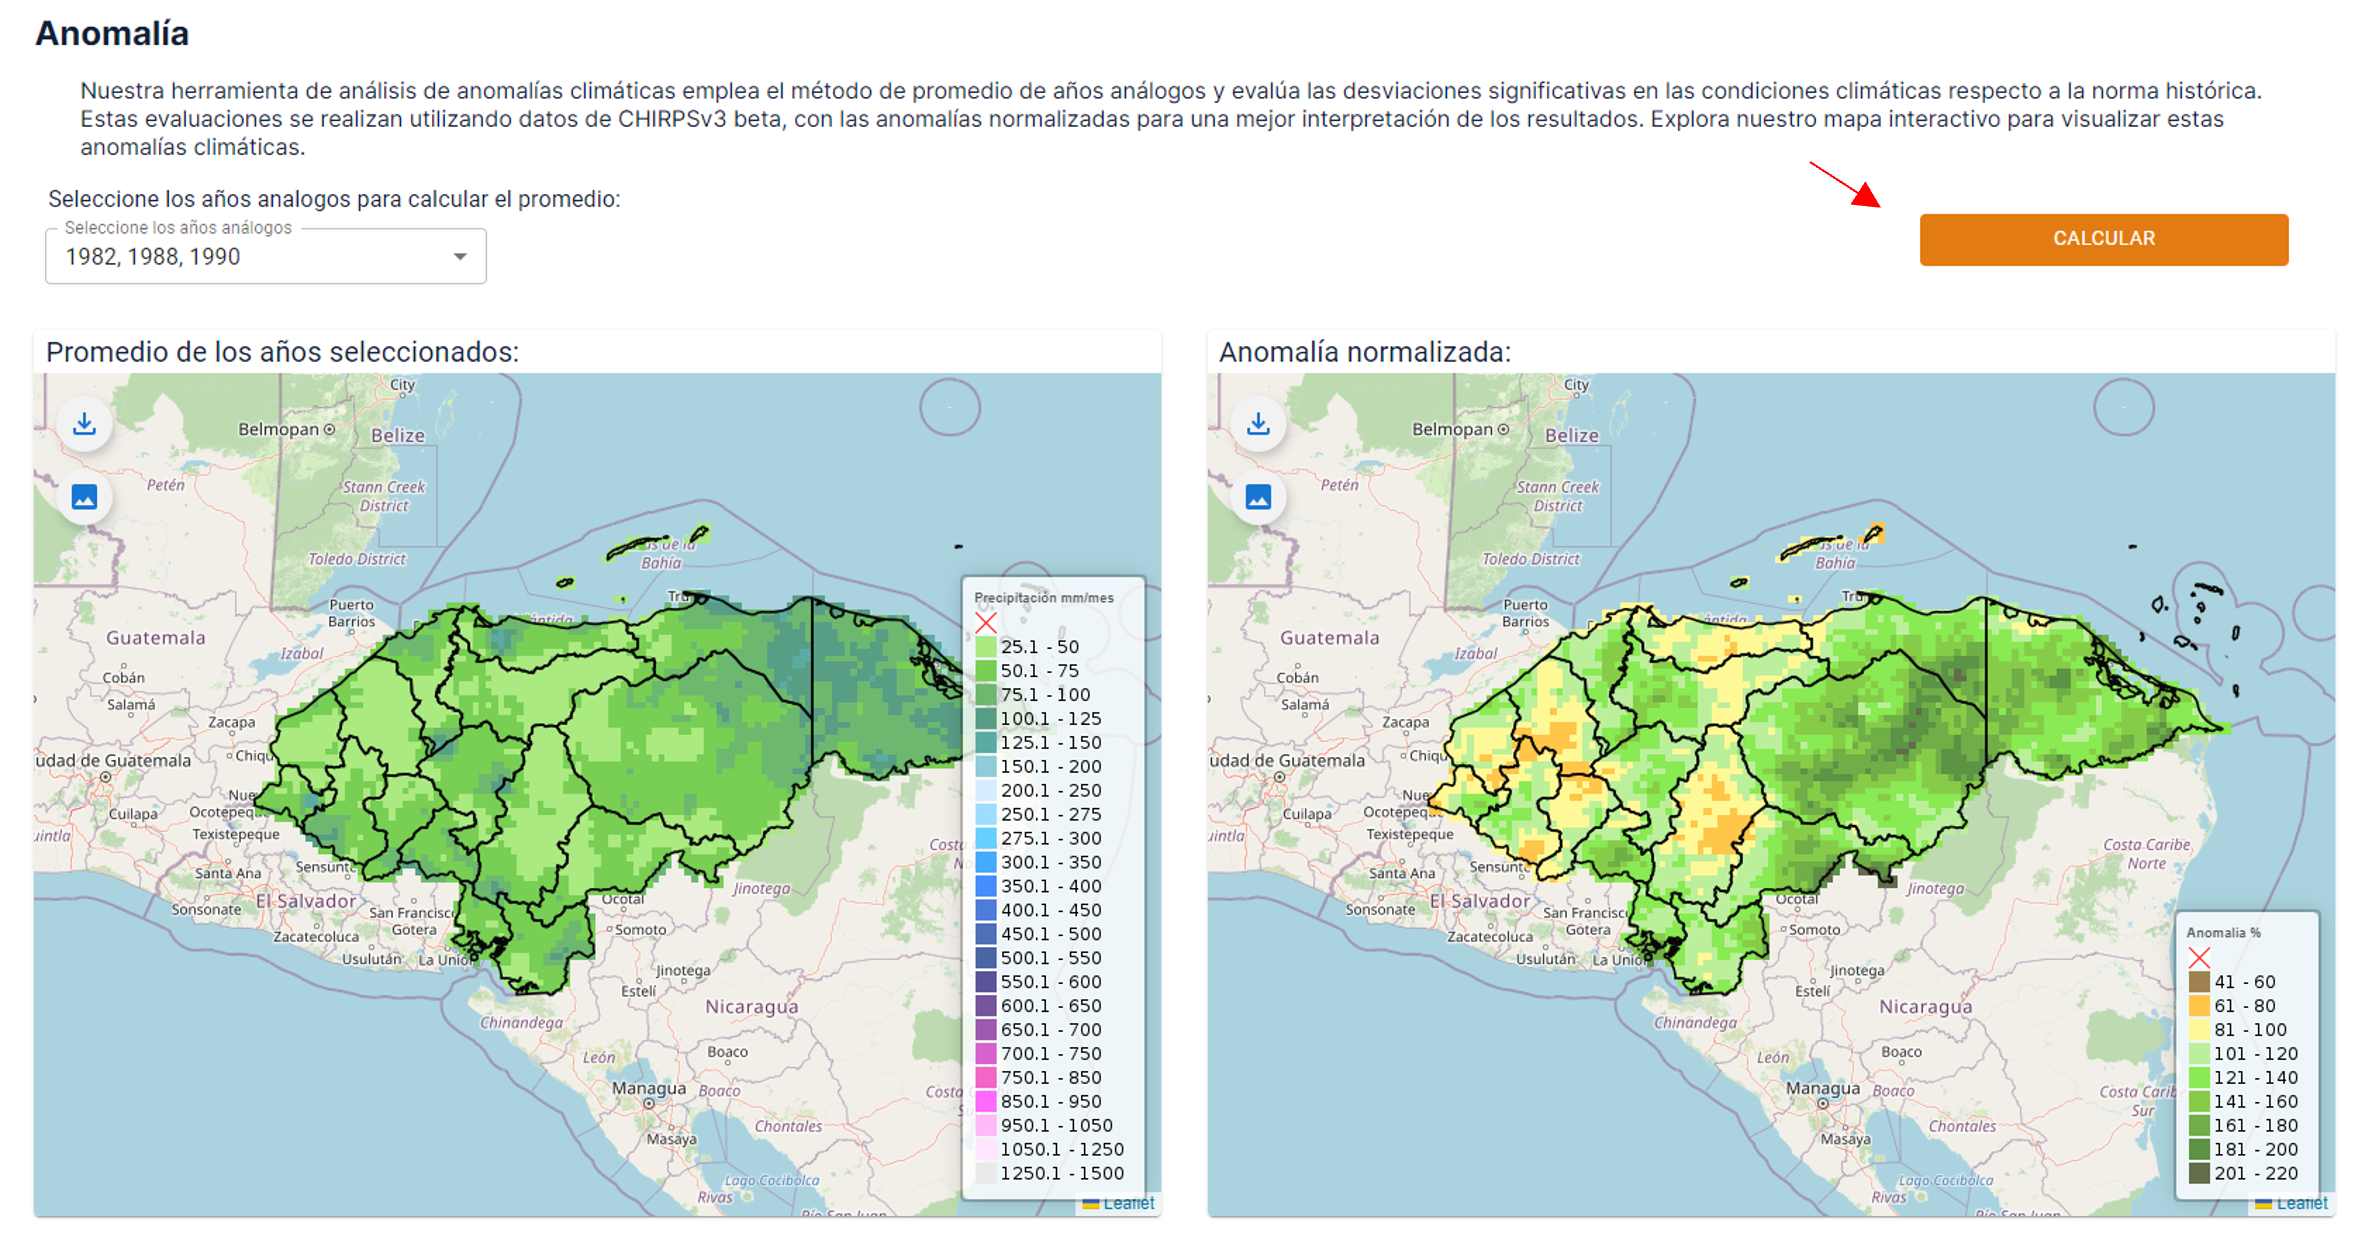 Anomalía
Nuestra herramienta de análisis de anomalías climáticas emplea el método de promedio de años análogos y evalúa las desviaciones significativas en las condiciones climáticas respecto a la norma histórica.
Estas evaluaciones se realizan utilizando datos de CHIRPSv3 beta, con las anomalías normalizadas para una mejor interpretación de los resultados. Explora nuestro mapa interactivo para visualizar estas
anomalías climáticas.
Seleccione los años analogos para calcular el promedio:
Seleccione los años análogos
1982, 1988, 1990
CALCULAR
Promedio de los años seleccionados:
City
Belmopan
Belize
Petén
Stann Creek
District
Toledo District
Bahía
Puerto
Barrios
Guatemala
Izabal
Cobán
Salamá
Zacapa
Chiqu
udad de Guatemala
Nue
Cuilapa
Ocotepequ
uintla
Texistepeque
Sensunte
Santa Ana
El Salvador
Sonsonate
San Francisc
Gotera
Zacatecoluca
Usulután
La Unión
Ocotal
Somoto
Jinotega
Jinotega
Estelí
Nicaragua
Chinandega
León
Boaco
Managua
Boaco
Masaya
Chontales
Lago Cocibolca
Rivas
Río San Juan
Precipitación mm/mes
25.1 - 50
50.1 - 75
75.1 - 100
100.1 - 125
125.1 - 150
150.1 - 200
200.1 - 250
250.1 - 275
275.1 - 300
300.1 - 350
350.1 - 400
400.1 - 450
450.1 - 500
500.1 - 550
550.1 - 600
600.1 - 650
650.1 - 700
700.1 - 750
750.1 - 850
850.1 - 950
950.1 - 1050
1050.1 - 1250
1250.1 - 1500
Leaflet
Anomalía normalizada:
City
Belmopan
Belize
Petén
Stann Creek
District
Toledo District
Bahía
Puerto
Barrios
Guatemala
Izabal
Cobán
Salamá
Zacapa
Chiqu
udad de Guatemala
Nue
Cuilapa
Ocotepequ
uintla
Texistepeque
Sensunte
Santa Ana
El Salvador
Sonsonate
San Francisc
Gotera
Zacatecoluca
Usulután
La Unión
Ocotal
Somoto
Costa Caribe
Norte
Jinotega
Jinotega
Estelí
Nicaragua
Chinandega
León
Boaco
Managua
Boaco
Costa Carib
Sur
Masaya
Chontales
Lago Cocibolca
Rivas
Río San Juan
Anomalia %
41 - 60
61 - 80
81 - 100
101 - 120
121 - 140
141 - 160
161 - 180
181 - 200
201 - 220
Leaflet